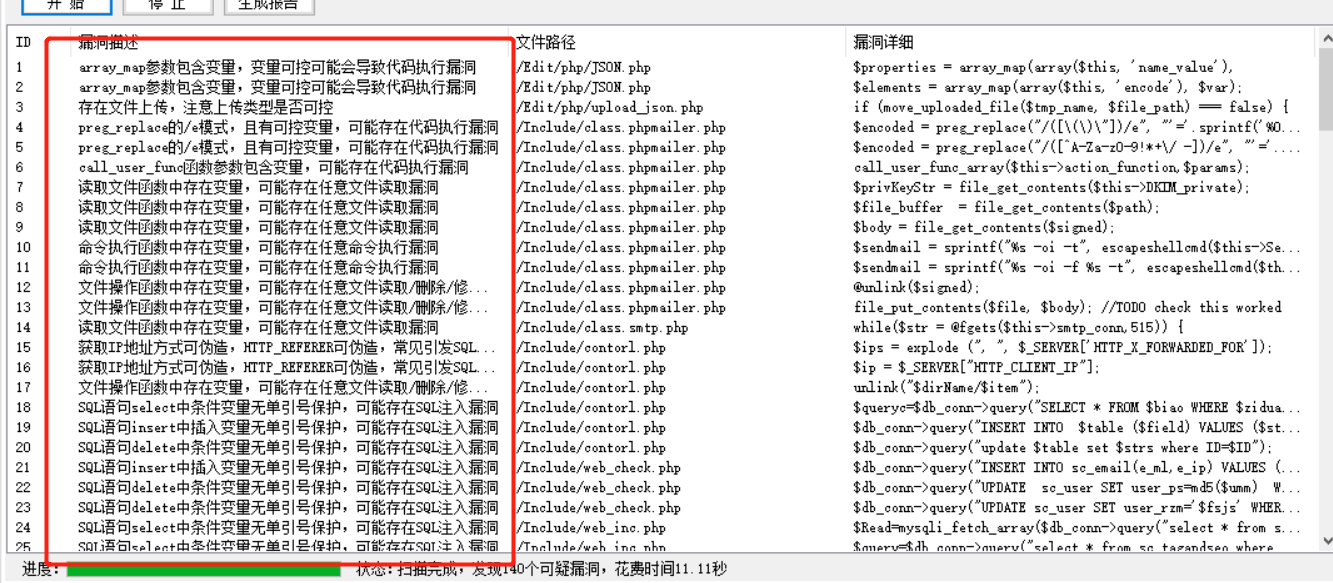 开 始 停 止 生成报告
ID 漏洞描述 文件路径 漏洞详细
1 array_map参数包含变量，变量可控可能会导致代码执行漏洞 /Edit/php/JSON.php $properties = array_map(array($this, 'name_value'),
2 array_map参数包含变量，变量可控可能会导致代码执行漏洞 /Edit/php/JSON.php $elements = array_map(array($this, 'encode'), $var);
3 存在文件上传，注意上传类型是否可控 /Edit/php/upload_json.php if (move_uploaded_file($tmp_name, $file_path) === false) {
4 preg_replace的/e模式，且有可控变量，可能存在代码执行漏洞 /Include/class.phpmailer.php $encoded = preg_replace("/([\(\)\"])/e", "'='.sprintf('%0...
5 preg_replace的/e模式，且有可控变量，可能存在代码执行漏洞 /Include/class.phpmailer.php $encoded = preg_replace("/([^A-Za-z0-9!*+\/ -])/e", "'='....
6 call_user_func函数参数包含变量，可能存在代码执行漏洞 /Include/class.phpmailer.php call_user_func_array($this->action_function,$params);
7 读取文件函数中存在变量，可能存在任意文件读取漏洞 /Include/class.phpmailer.php $privKeyStr = file_get_contents($this->DKIM_private);
8 读取文件函数中存在变量，可能存在任意文件读取漏洞 /Include/class.phpmailer.php $file_buffer  = file_get_contents($path);
9 读取文件函数中存在变量，可能存在任意文件读取漏洞 /Include/class.phpmailer.php $body = file_get_contents($signed);
10 命令执行函数中存在变量，可能存在任意命令执行漏洞 /Include/class.phpmailer.php $sendmail = sprintf("%s -oi -t", escapeshellcmd($this->Se...
11 命令执行函数中存在变量，可能存在任意命令执行漏洞 /Include/class.phpmailer.php $sendmail = sprintf("%s -oi -f %s -t", escapeshellcmd($th...
12 文件操作函数中存在变量，可能存在任意文件读取/删除/修... /Include/class.phpmailer.php @unlink($signed);
13 文件操作函数中存在变量，可能存在任意文件读取/删除/修... /Include/class.phpmailer.php file_put_contents($file, $body); //TODO check this worked
14 读取文件函数中存在变量，可能存在任意文件读取漏洞 /Include/class.smtp.php while($str = @fgets($this->smtp_conn,515)) {
15 获取IP地址方式可伪造，HTTP_REFERER可伪造，常见引发SQL... /Include/contorl.php $ips = explode (", ", $_SERVER['HTTP_X_FORWARDED_FOR']);
16 获取IP地址方式可伪造，HTTP_REFERER可伪造，常见引发SQL... /Include/contorl.php $ip = $_SERVER["HTTP_CLIENT_IP"];
17 文件操作函数中存在变量，可能存在任意文件读取/删除/修... /Include/contorl.php unlink("$dirName/$item");
18 SQL语句select中条件变量无单引号保护，可能存在SQL注入漏洞 /Include/contorl.php $queryc=$db_conn->query("SELECT * FROM $biao WHERE $zidua...
19 SQL语句insert中插入变量无单引号保护，可能存在SQL注入漏洞 /Include/contorl.php $db_conn->query("INSERT INTO  $table ($field) VALUES ($st...
20 SQL语句delete中条件变量无单引号保护，可能存在SQL注入漏洞 /Include/contorl.php $db_conn->query("update $table set $strs where ID=$ID");
21 SQL语句insert中插入变量无单引号保护，可能存在SQL注入漏洞 /Include/web_check.php $db_conn->query("INSERT INTO sc_email(e_ml,e_ip) VALUES (...
22 SQL语句delete中条件变量无单引号保护，可能存在SQL注入漏洞 /Include/web_check.php $db_conn->query("UPDATE  sc_user SET user_ps=md5($umm)  W...
23 SQL语句delete中条件变量无单引号保护，可能存在SQL注入漏洞 /Include/web_check.php $db_conn->query("UPDATE sc_user SET user_rzm='$fsjs' WHER...
24 SQL语句select中条件变量无单引号保护，可能存在SQL注入漏洞 /Include/web_inc.php $Read=mysqli_fetch_array($db_conn->query("select * from s...
25 SQL语句select中条件变量无单引号保护，可能存在SQL注入漏洞 /Include/web_inc.php $query=$db_conn->query("select * from sc_tagandseo where
进度： 状态：扫描完成，发现140个可疑漏洞，花费时间11.11秒